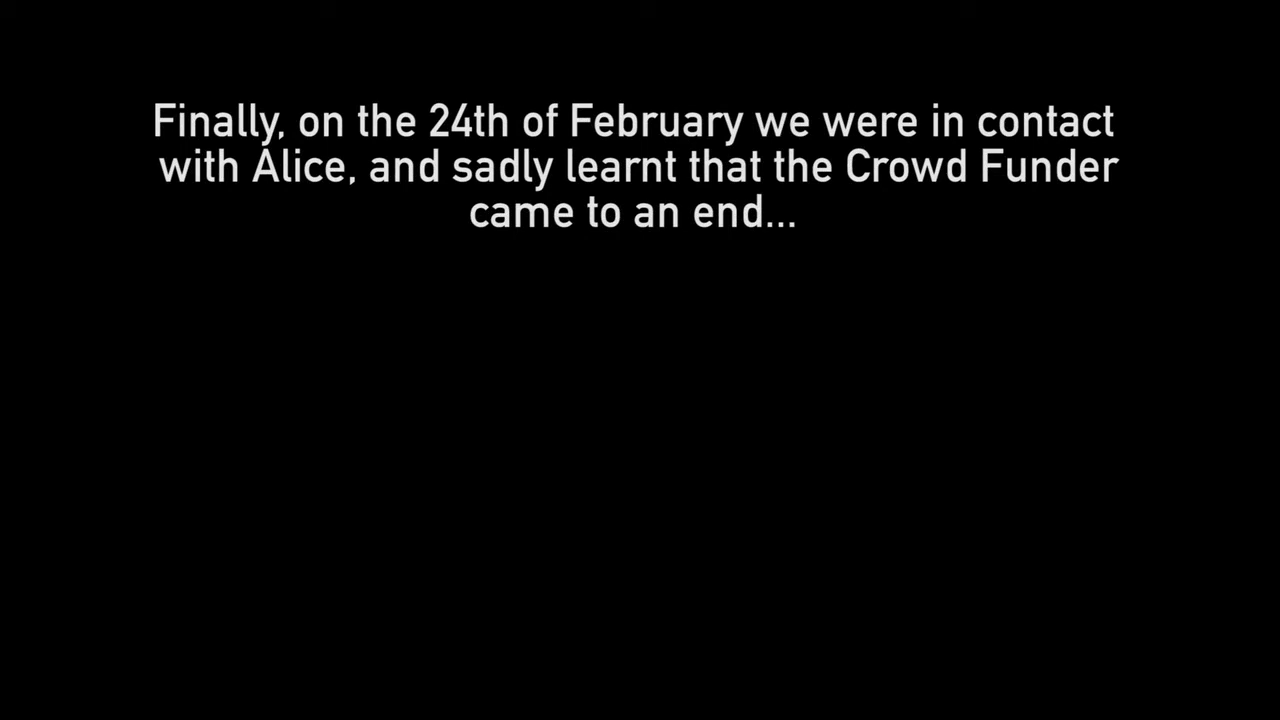 Finally, on the 24th of February we were in contact
with Alice, and sadly learnt that the Crowd Funder
came to an end...